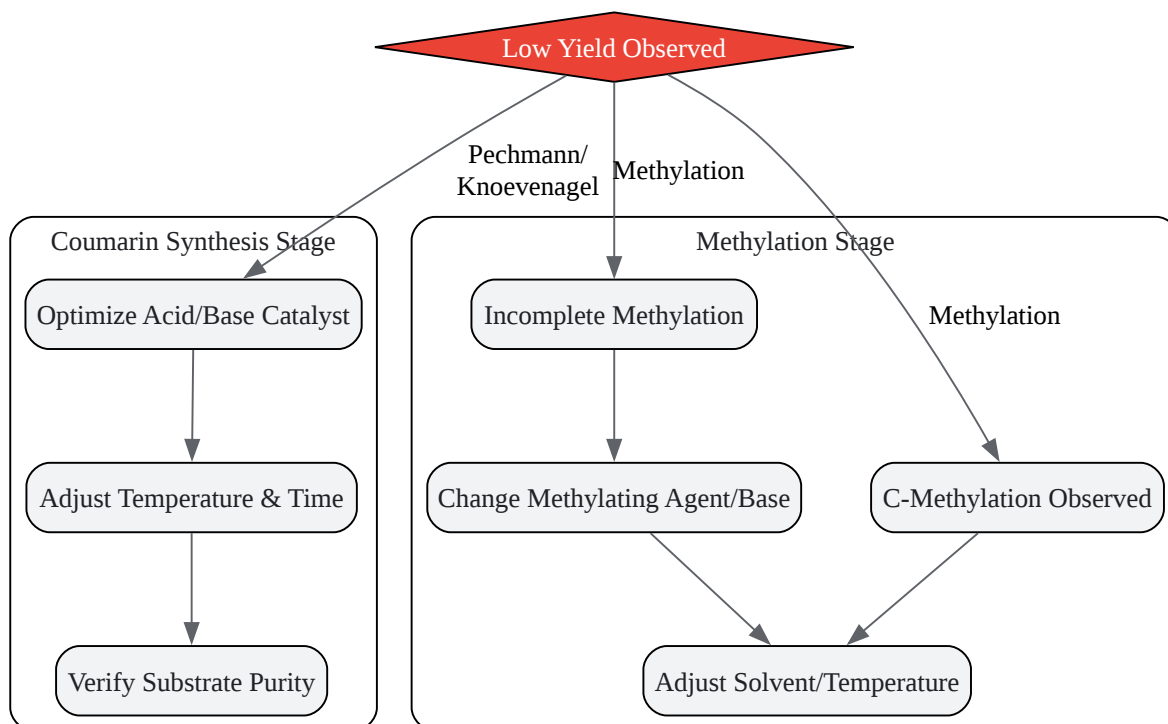 Low Yield Observed
Pechmann/
Knoevenagel
Methylation
Coumarin Synthesis Stage
Methylation Stage
Optimize Acid/Base Catalyst
Incomplete Methylation
Methylation
Adjust Temperature & Time
Change Methylating Agent/Base
C-Methylation Observed
Verify Substrate Purity
Adjust Solvent/Temperature